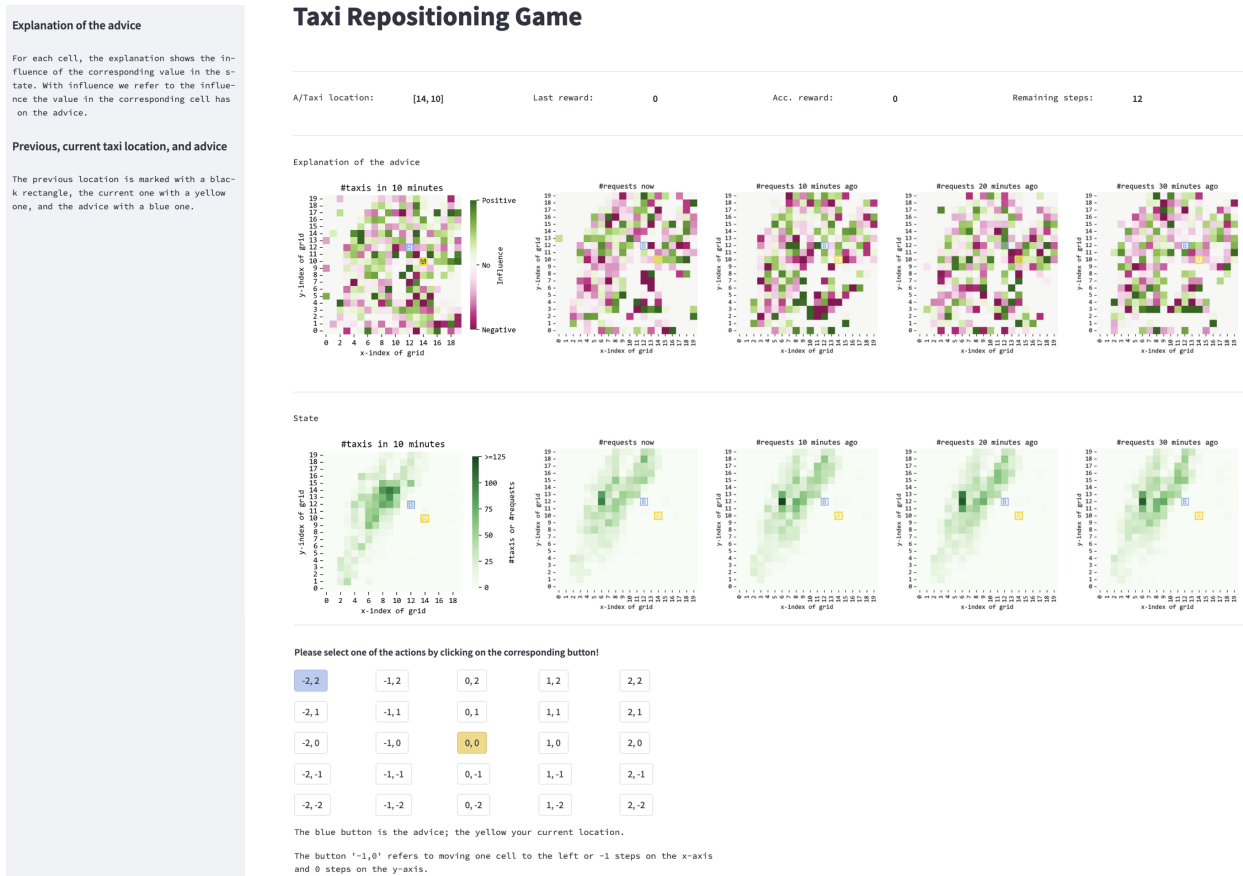 Explanation of the advice
For each cell, the explanation shows the in-
fluence of the corresponding value in the s-
tate. With influence we refer to the influe-
nce the value in the corresponding cell has
on the advice.
Previous, current taxi location, and advice
The previous location is marked with a blac-
k rectangle, the current one with a yellow
one, and the advice with a blue one.
Taxi Repositioning Game
A/Taxi location: [14, 10] Last reward: 0 Acc. reward: 0 Remaining steps: 12
Explanation of the advice
#taxis in 10 minutes
#requests now
#requests 10 minutes ago
#requests 20 minutes ago
#requests 30 minutes ago
Positive
No
Negative
Influence
y-index of grid
x-index of grid
State
#taxis in 10 minutes
#requests now
#requests 10 minutes ago
#requests 20 minutes ago
#requests 30 minutes ago
>=125
100
75
50
25
0
#taxis or #requests
y-index of grid
x-index of grid
Please select one of the actions by clicking on the corresponding button!
-2, 2 -1, 2 0, 2 1, 2 2, 2
-2, 1 -1, 1 0, 1 1, 1 2, 1
-2, 0 -1, 0 0, 0 1, 0 2, 0
-2, -1 -1, -1 0, -1 1, -1 2, -1
-2, -2 -1, -2 0, -2 1, -2 2, -2
The blue button is the advice; the yellow your current location.
The button '-1,0' refers to moving one cell to the left or -1 steps on the x-axis
and 0 steps on the y-axis.